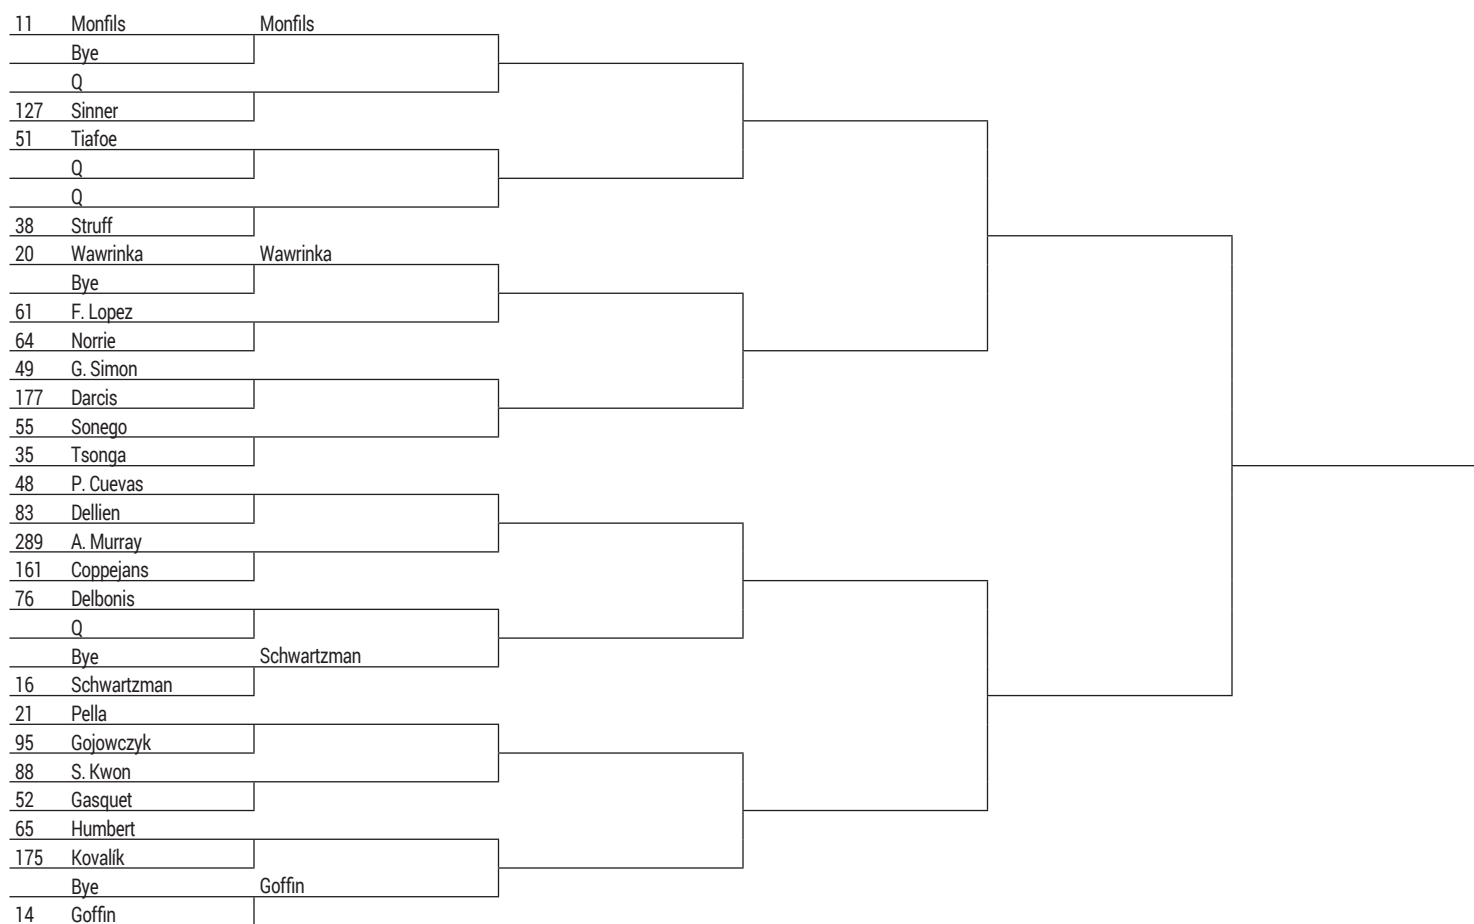 11 Monfils Monfils
Bye
Q
127 Sinner
51 Tiafoe
Q
Q
38 Struff
20 Wawrinka Wawrinka
Bye
61 F. Lopez
64 Norrie
49 G. Simon
177 Darcis
55 Sonego
35 Tsonga
48 P. Cuevas
83 Dellien
289 A. Murray
161 Coppejans
76 Delbonis
Q
Bye Schwartzman
16 Schwartzman
21 Pella
95 Gojowczyk
88 S. Kwon
52 Gasquet
65 Humbert
175 Kovalík
Bye Goffin
14 Goffin